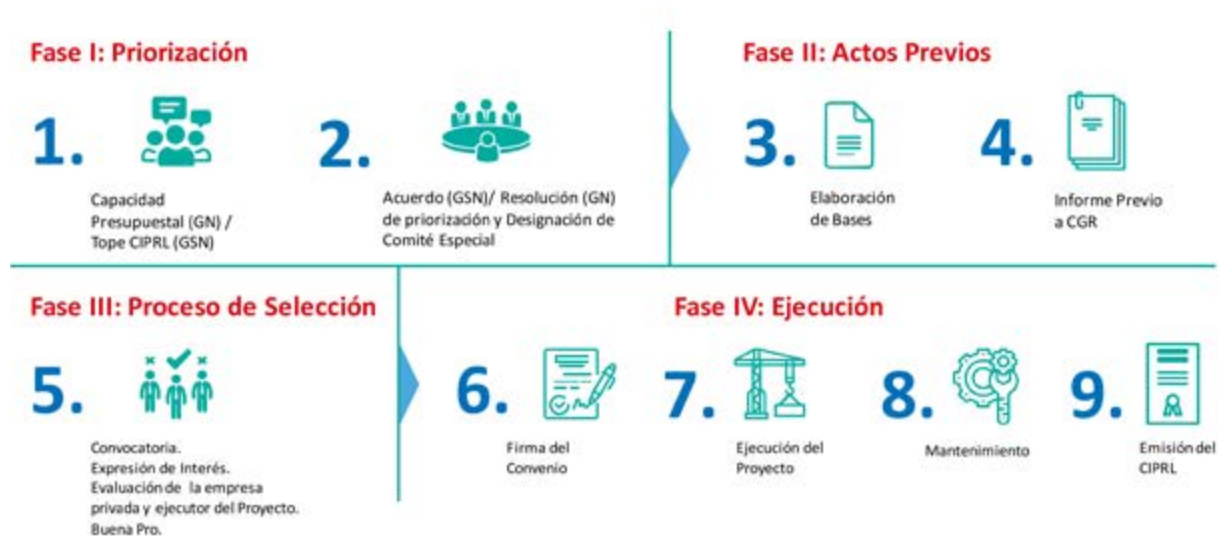 Fase I: Priorización
1.
Capacidad
Presupuestal (GN) /
Tope CIPRL (GSN)
2.
Acuerdo (GSN)/ Resolución (GN)
de priorización y Designación de
Comité Especial
Fase II: Actos Previos
3.
Elaboración
de Bases
4.
Informe Previo
a CGR
Fase III: Proceso de Selección
5.
Convocatoria.
Expresión de Interés.
Evaluación de la empresa
privada y ejecutor del Proyecto.
Buena Pro.
Fase IV: Ejecución
6.
Firma del
Convenio
7.
Ejecución del
Proyecto
8.
Mantenimiento
9.
Emisión del
CIPRL